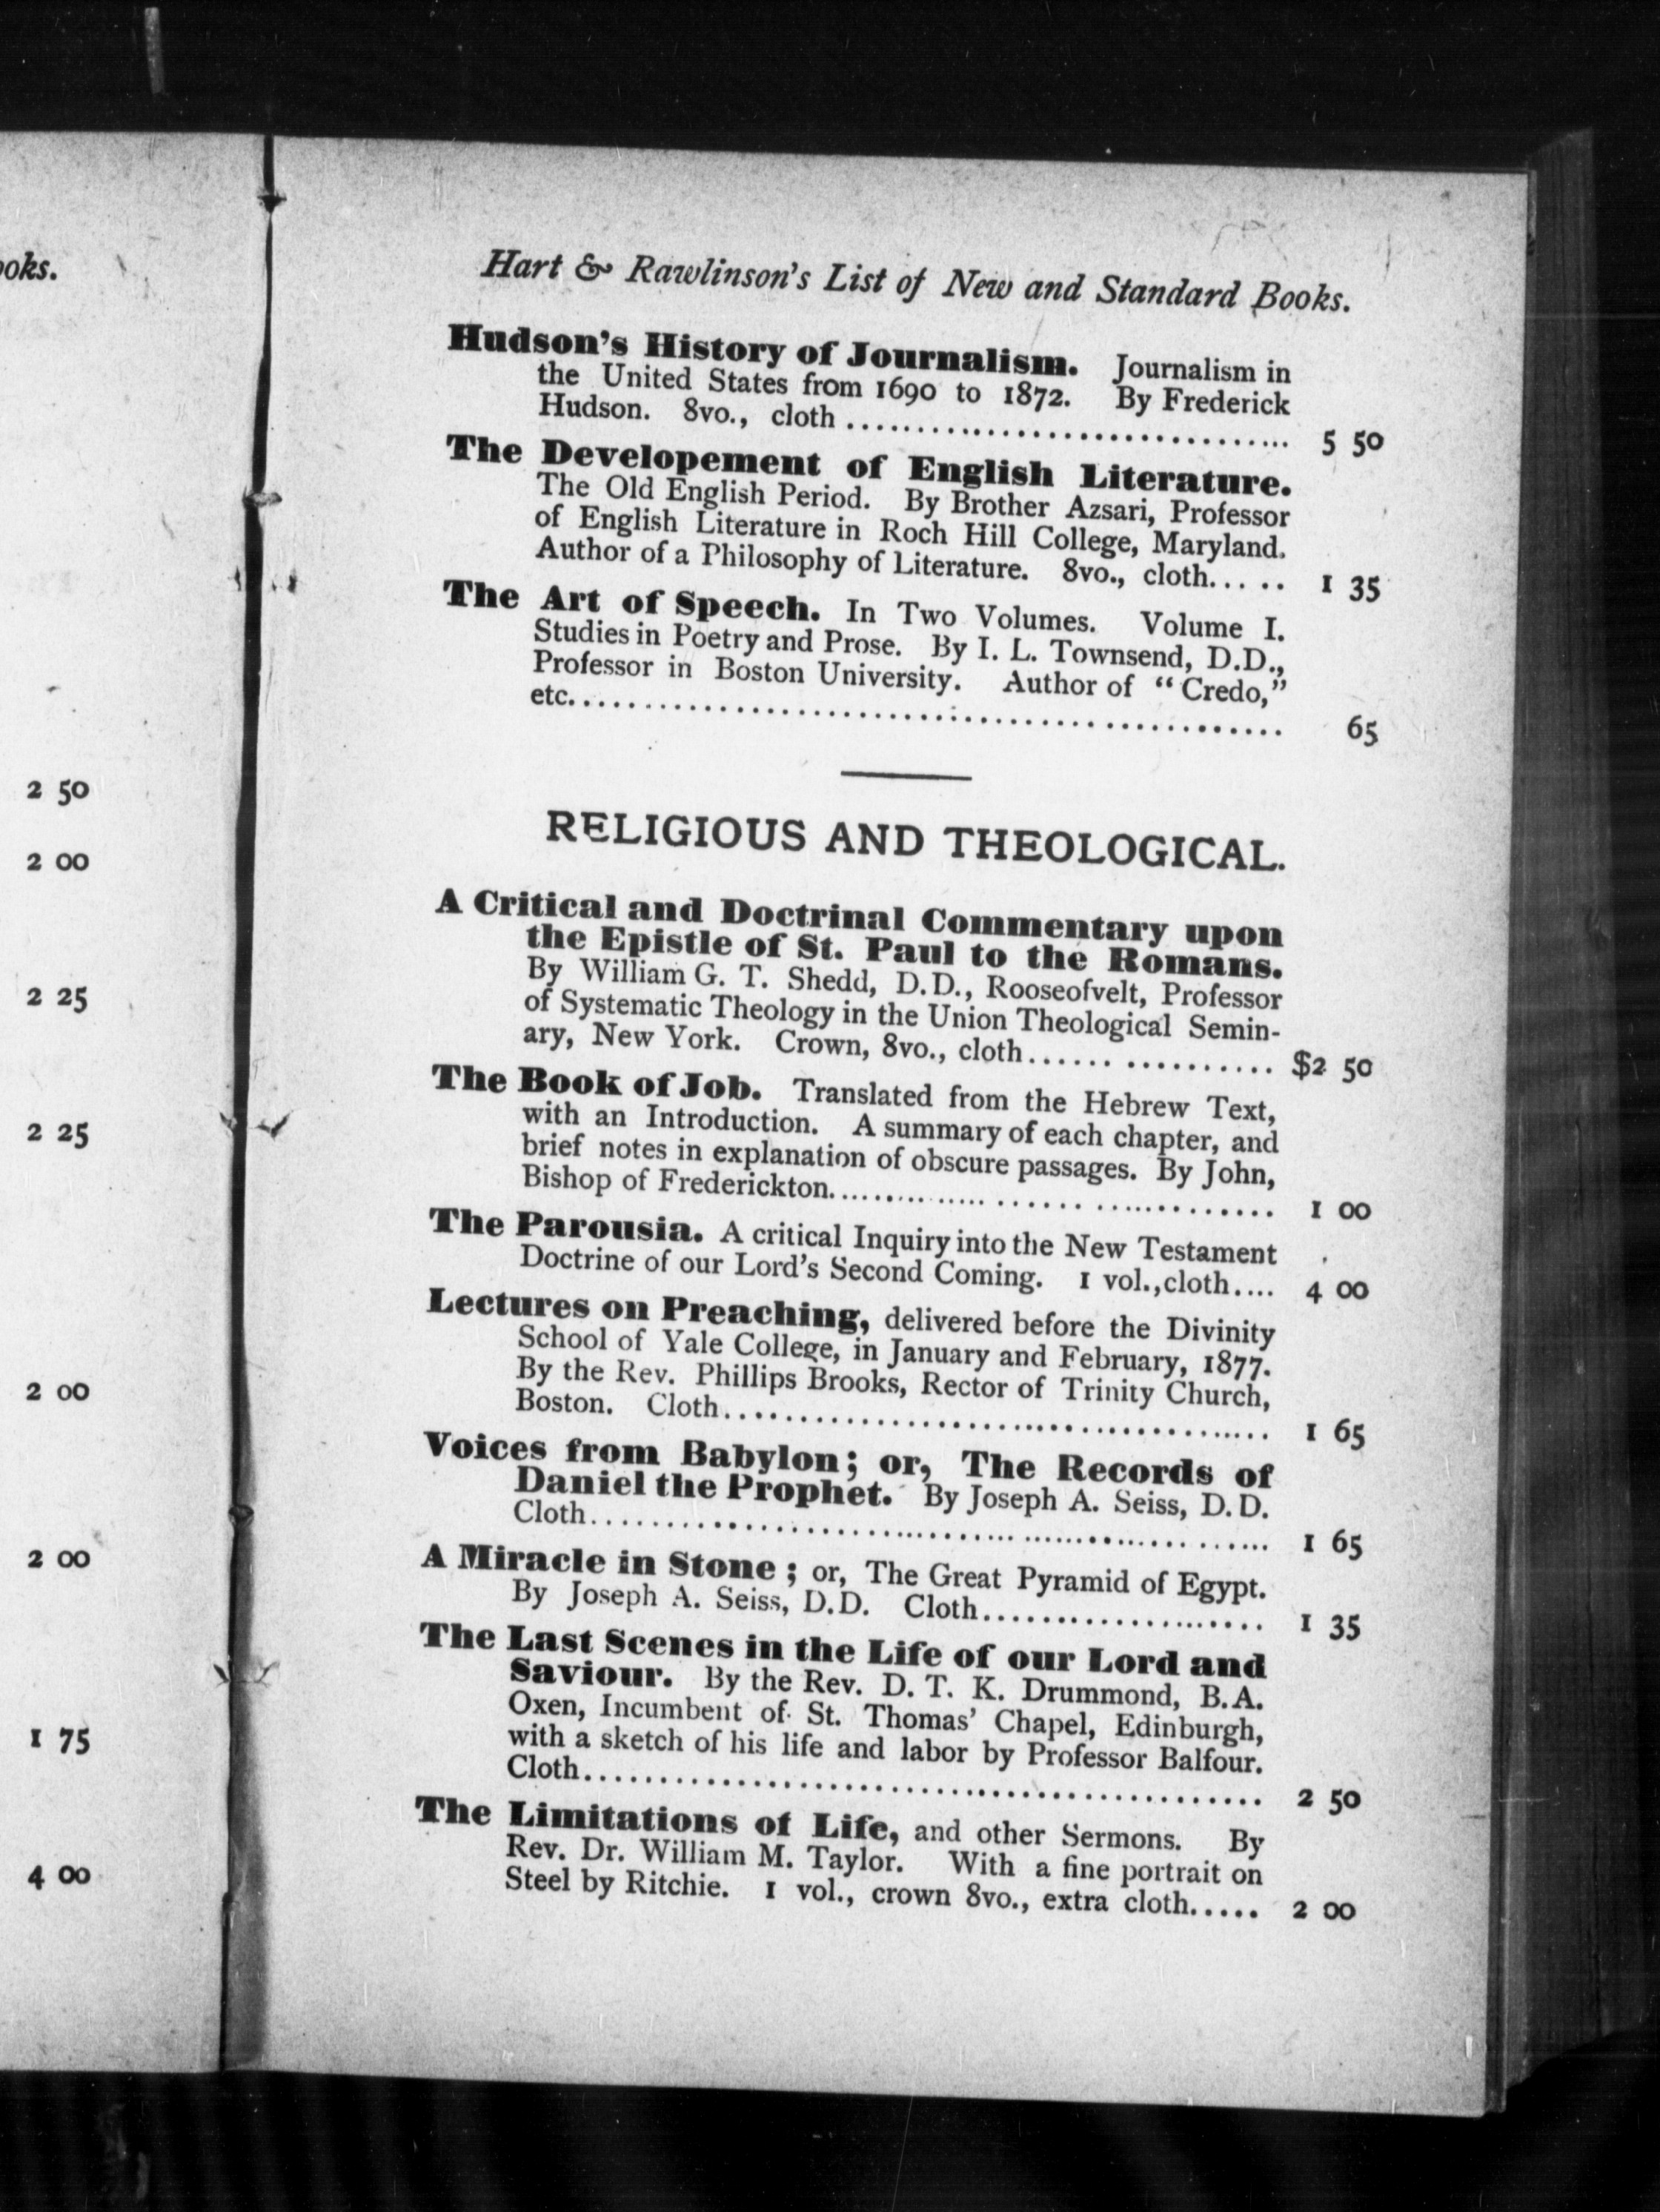 ooks.
2 50
2 00
2 25
2 25
2 00
2 00
1 75
4 00
Hart & Rawlinson's List of New and Standard Books.
Hudson's History of Journalism. Journalism in
the United States from 1690 to 1872. By Frederick
Hudson. 8vo., cloth .................................. 5 50
The Developement of English Literature.
The Old English Period. By Brother Azsari, Professor
of English Literature in Roch Hill College, Maryland.
Author of a Philosophy of Literature. 8vo., cloth..... 1 35
The Art of Speech. In Two Volumes. Volume I.
Studies in Poetry and Prose. By I. L. Townsend, D.D.,
Professor in Boston University. Author of "Credo,"
etc.................................................. 65
RELIGIOUS AND THEOLOGICAL.
A Critical and Doctrinal Commentary upon
the Epistle of St. Paul to the Romans.
By William G. T. Shedd, D.D., Rooseofvelt, Professor
of Systematic Theology in the Union Theological Semin-
ary, New York. Crown, 8vo., cloth................ $2 50
The Book of Job. Translated from the Hebrew Text,
with an Introduction. A summary of each chapter, and
brief notes in explanation of obscure passages. By John,
Bishop of Frederickton................................ 1 00
The Parousia. A critical Inquiry into the New Testament
Doctrine of our Lord's Second Coming. 1 vol.,cloth.... 4 00
Lectures on Preaching, delivered before the Divinity
School of Yale College, in January and February, 1877.
By the Rev. Phillips Brooks, Rector of Trinity Church,
Boston. Cloth........................................ 1 65
Voices from Babylon; or, The Records of
Daniel the Prophet. By Joseph A. Seiss, D.D.
Cloth................................................ 1 65
A Miracle in Stone; or, The Great Pyramid of Egypt.
By Joseph A. Seiss, D.D. Cloth..................... 1 35
The Last Scenes in the Life of our Lord and
Saviour. By the Rev. D. T. K. Drummond, B.A.
Oxen, Incumbent of St. Thomas' Chapel, Edinburgh,
with a sketch of his life and labor by Professor Balfour.
Cloth................................................ 2 50
The Limitations of Life, and other Sermons. By
Rev. Dr. William M. Taylor. With a fine portrait on
Steel by Ritchie. 1 vol., crown 8vo., extra cloth..... 2 00